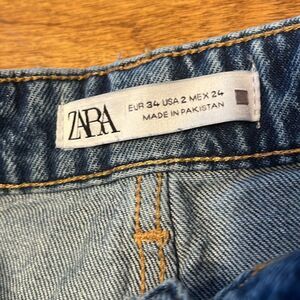 ZARA
EUR 34 USA 2 MEX 24
MADE IN PAKISTAN